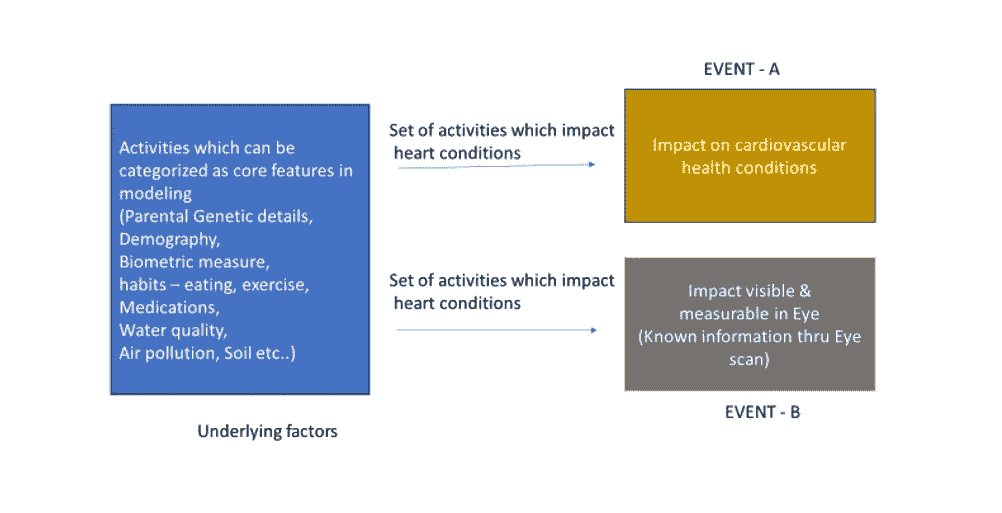 EVENT - A
Activities which can be
categorized as core features in
modeling
(Parental Genetic details,
Demography,
Biometric measure,
habits – eating, exercise,
Medications,
Water quality,
Air pollution, Soil etc..)
Underlying factors
Set of activities which impact
heart conditions
Impact on cardiovascular
health conditions
Set of activities which impact
heart conditions
Impact visible &
measurable in Eye
(Known information thru Eye
scan)
EVENT - B